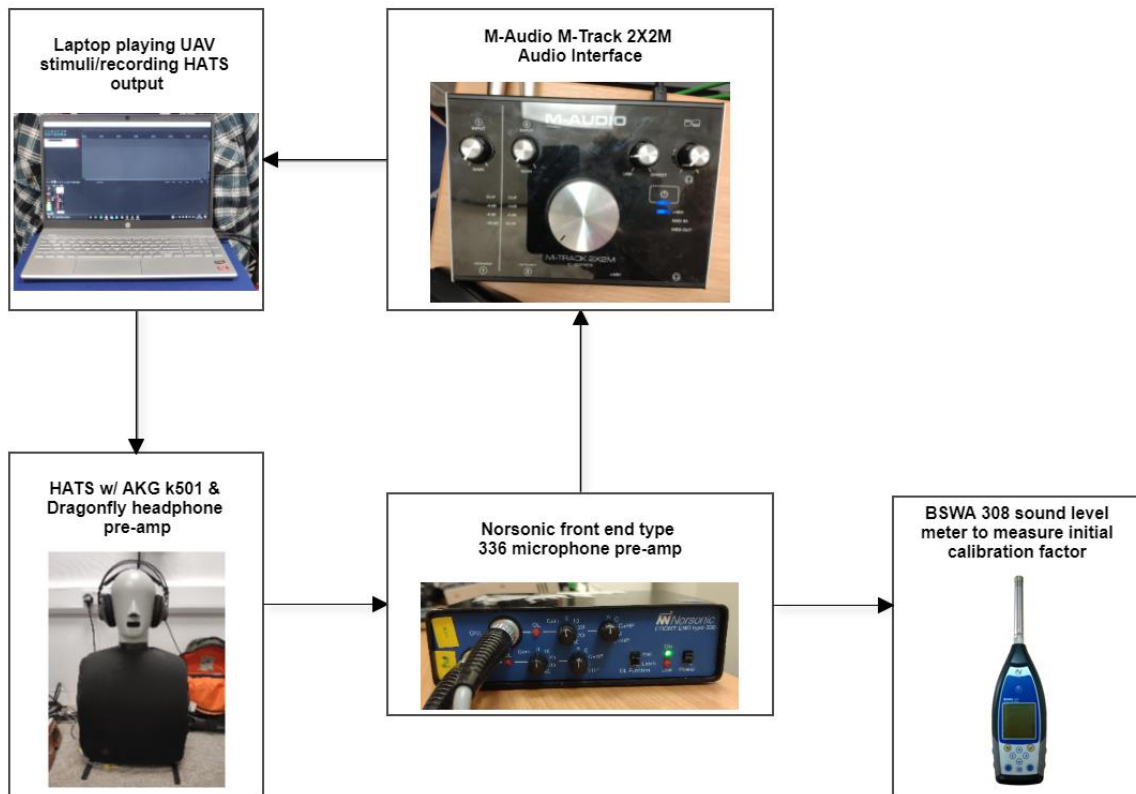 Laptop playing UAV
stimuli/recording HATS
output
M-Audio M-Track 2X2M
Audio Interface
M-AUDIO
M-TRACK 2X2M
HATS w/ AKG k501 &
Dragonfly headphone
pre-amp
Norsonic front end type
336 microphone pre-amp
Norsonic
BSWA 308 sound level
meter to measure initial
calibration factor